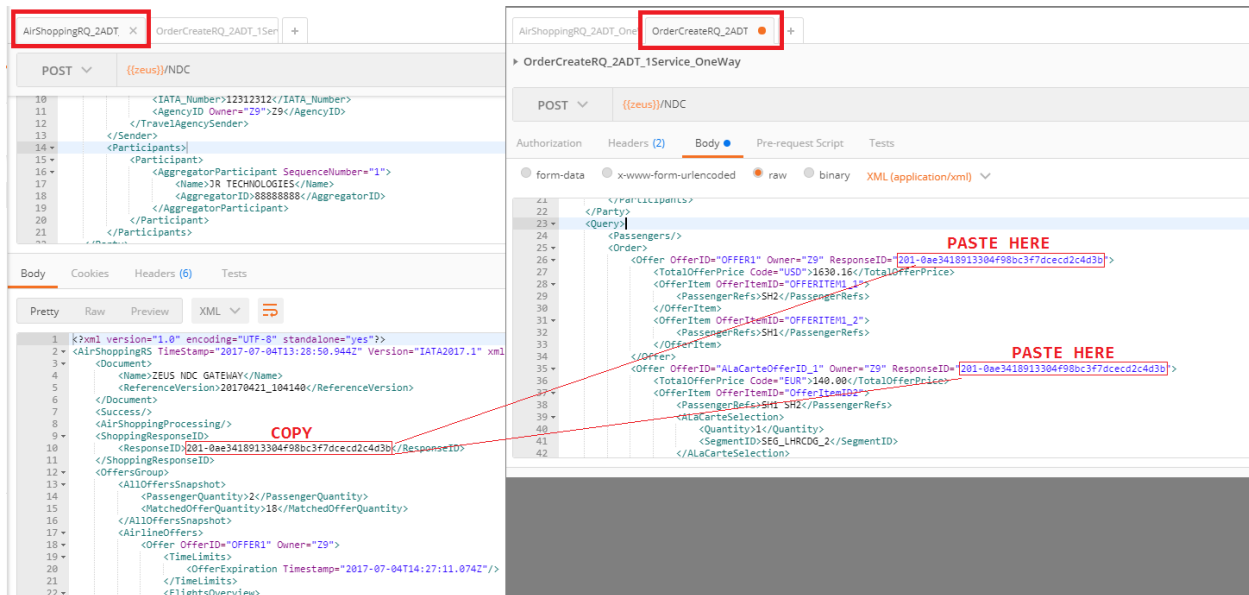 AirShoppingRQ_2ADT_ × OrderCreateRQ_2ADT_1Ser +
POST {{zeus}}/NDC
10 <IATA_Number>12312312</IATA_Number>
11 <AgencyID Owner="Z9">Z9</AgencyID>
12 </TravelAgencySender>
13 </Sender>
14 <Participants>
15 <Participant>
16 <AggregatorParticipant SequenceNumber="1">
17 <Name>JR TECHNOLOGIES</Name>
18 <AggregatorID>88888888</AggregatorID>
19 </AggregatorParticipant>
20 </Participant>
21 </Participants>
Body Cookies Headers (6) Tests
Pretty Raw Preview XML
1 <?xml version="1.0" encoding="UTF-8" standalone="yes"?>
2 <AirShoppingRS TimeStamp="2017-07-04T13:28:50.944Z" Version="IATA2017.1" xml
3 <Document>
4 <Name>ZEUS NDC GATEWAY</Name>
5 <ReferenceVersion>20170421_104140</ReferenceVersion>
6 </Document>
7 <Success/>
8 <AirShoppingProcessing/>
9 <ShoppingResponseID>
COPY
10 <ResponseID>201-0ae3418913304f98bc3f7dcecd2c4d3b</ResponseID>
11 </ShoppingResponseID>
12 <OffersGroup>
13 <AllOffersSnapshot>
14 <PassengerQuantity>2</PassengerQuantity>
15 <MatchedOfferQuantity>18</MatchedOfferQuantity>
16 </AllOffersSnapshot>
17 <AirlineOffers>
18 <Offer OfferID="OFFER1" Owner="Z9">
19 <TimeLimits>
20 <OfferExpiration Timestamp="2017-07-04T14:27:11.074Z"/>
21 </TimeLimits>
22 <FlightsOverview>
AirShoppingRQ_2ADT_One OrderCreateRQ_2ADT +
OrderCreateRQ_2ADT_1Service_OneWay
POST {{zeus}}/NDC
Authorization Headers (2) Body Pre-request Script Tests
form-data x-www-form-urlencoded raw binary XML (application/xml)
21 </Participants>
22 </Party>
23 <Query>
24 <Passengers/>
PASTE HERE
25 <Order>
26 <Offer OfferID="OFFER1" Owner="Z9" ResponseID="201-0ae3418913304f98bc3f7dcecd2c4d3b">
27 <TotalOfferPrice Code="USD">1630.16</TotalOfferPrice>
28 <OfferItem OfferItemID="OFFERITEM1_1">
29 <PassengerRefs>SH2</PassengerRefs>
30 </OfferItem>
31 <OfferItem OfferItemID="OFFERITEM1_2">
32 <PassengerRefs>SH1</PassengerRefs>
33 </OfferItem>
PASTE HERE
34 </Offer>
35 <Offer OfferID="ALaCarteOfferID_1" Owner="Z9" ResponseID="201-0ae3418913304f98bc3f7dcecd2c4d3b">
36 <TotalOfferPrice Code="EUR">140.00</TotalOfferPrice>
37 <OfferItem OfferItemID="OfferItemID2">
38 <PassengerRefs>SH1 SH2</PassengerRefs>
39 <ALaCarteSelection>
40 <Quantity>1</Quantity>
41 <SegmentID>SEG_LHRCDG_2</SegmentID>
42 </ALaCarteSelection>